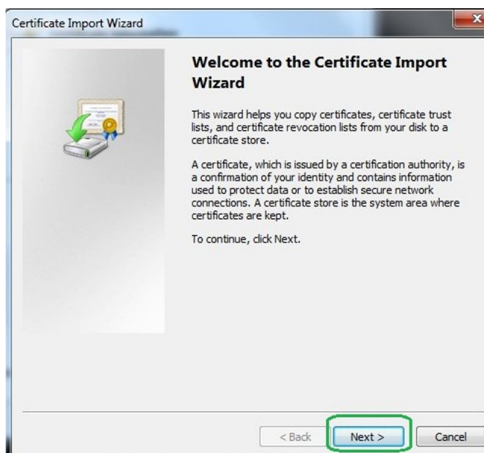 Certificate Import Wizard
Welcome to the Certificate Import
Wizard
This wizard helps you copy certificates, certificate trust
lists, and certificate revocation lists from your disk to a
certificate store.
A certificate, which is issued by a certification authority, is
a confirmation of your identity and contains information
used to protect data or to establish secure network
connections. A certificate store is the system area where
certificates are kept.
To continue, click Next.
< Back Next > Cancel